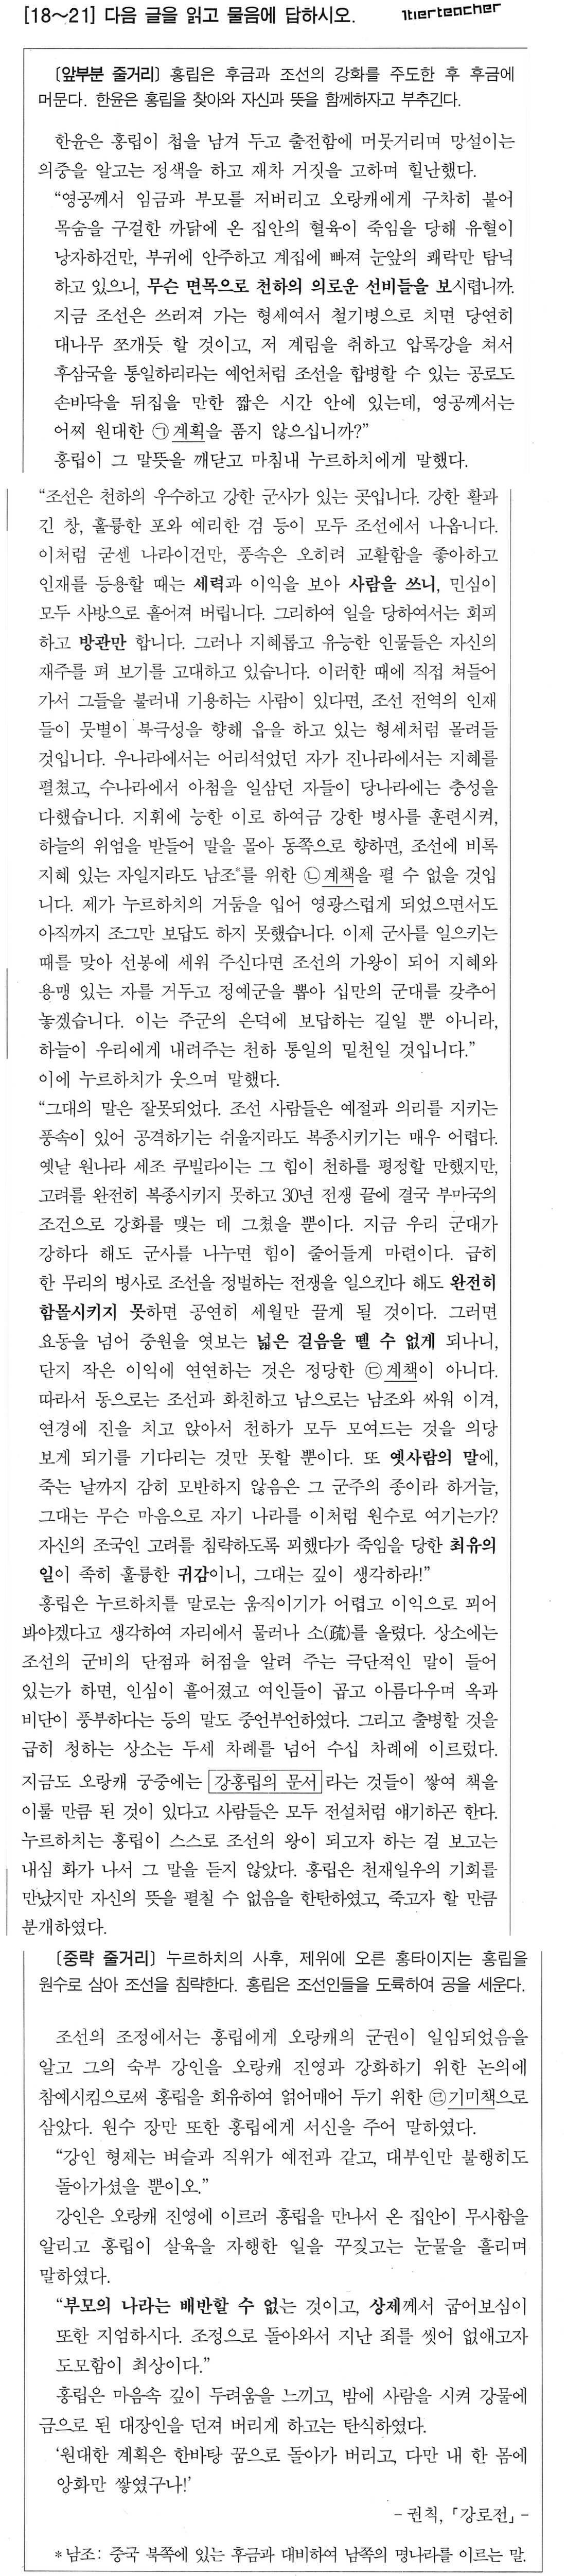 [18~21] 다음 글을 읽고 물음에 답하시오.
1tierteacher
〔앞부분 줄거리〕 홍립은 후금과 조선의 강화를 주도한 후 후금에
머문다. 한윤은 홍립을 찾아와 자신과 뜻을 함께하자고 부추긴다.
한윤은 홍립이 첩을 남겨 두고 출전함에 머뭇거리며 망설이는
의중을 알고는 정색을 하고 재차 거짓을 고하며 힐난했다.
“영공께서 임금과 부모를 저버리고 오랑캐에게 구차히 붙어
목숨을 구걸한 까닭에 온 집안의 혈육이 죽임을 당해 유혈이
낭자하건만, 부귀에 안주하고 계집에 빠져 눈앞의 쾌락만 탐닉
하고 있으니, 무슨 면목으로 천하의 의로운 선비들을 보시렵니까.
지금 조선은 쓰러져 가는 형세여서 철기병으로 치면 당연히
대나무 쪼개듯 할 것이고, 저 계림을 취하고 압록강을 쳐서
후삼국을 통일하리라는 예언처럼 조선을 합병할 수 있는 공로도
손바닥을 뒤집을 만한 짧은 시간 안에 있는데, 영공께서는
어찌 원대한 ㉠계획을 품지 않으십니까?”
홍립이 그 말뜻을 깨닫고 마침내 누르하치에게 말했다.
“조선은 천하의 우수하고 강한 군사가 있는 곳입니다. 강한 활과
긴 창, 훌륭한 포와 예리한 검 등이 모두 조선에서 나옵니다.
이처럼 굳센 나라이건만, 풍속은 오히려 교활함을 좋아하고
인재를 등용할 때는 세력과 이익을 보아 사람을 쓰니, 민심이
모두 사방으로 흩어져 버립니다. 그리하여 일을 당하여서는 회피
하고 방관만 합니다. 그러나 지혜롭고 유능한 인물들은 자신의
재주를 펴 보기를 고대하고 있습니다. 이러한 때에 직접 쳐들어
가서 그들을 불러내 기용하는 사람이 있다면, 조선 전역의 인재
들이 뭇별이 북극성을 향해 읍을 하고 있는 형세처럼 몰려들
것입니다. 우나라에서는 어리석었던 자가 진나라에서는 지혜를
펼쳤고, 수나라에서 아첨을 일삼던 자들이 당나라에는 충성을
다했습니다. 지휘에 능한 이로 하여금 강한 병사를 훈련시켜,
하늘의 위엄을 받들어 말을 몰아 동쪽으로 향하면, 조선에 비록
지혜 있는 자일지라도 남조*를 위한 ㉡계책을 펼 수 없을 것입
니다. 제가 누르하치의 거둠을 입어 영광스럽게 되었으면서도
아직까지 조그만 보답도 하지 못했습니다. 이제 군사를 일으키는
때를 맞아 선봉에 세워 주신다면 조선의 가왕이 되어 지혜와
용맹 있는 자를 거두고 정예군을 뽑아 십만의 군대를 갖추어
놓겠습니다. 이는 주군의 은덕에 보답하는 길일 뿐 아니라,
하늘이 우리에게 내려주는 천하 통일의 밑천일 것입니다.”
이에 누르하치가 웃으며 말했다.
“그대의 말은 잘못되었다. 조선 사람들은 예절과 의리를 지키는
풍속이 있어 공격하기는 쉬울지라도 복종시키기는 매우 어렵다.
옛날 원나라 세조 쿠빌라이는 그 힘이 천하를 평정할 만했지만,
고려를 완전히 복종시키지 못하고 30년 전쟁 끝에 결국 부마국의
조건으로 강화를 맺는 데 그쳤을 뿐이다. 지금 우리 군대가
강하다 해도 군사를 나누면 힘이 줄어들게 마련이다. 급히
한 무리의 병사로 조선을 정벌하는 전쟁을 일으킨다 해도 완전히
함몰시키지 못하면 공연히 세월만 끌게 될 것이다. 그러면
요동을 넘어 중원을 엿보는 넓은 걸음을 뗄 수 없게 되나니,
단지 작은 이익에 연연하는 것은 정당한 ㉢계책이 아니다.
따라서 동으로는 조선과 화친하고 남으로는 남조와 싸워 이겨,
연경에 진을 치고 앉아서 천하가 모두 모여드는 것을 의당
보게 되기를 기다리는 것만 못할 뿐이다. 또 옛사람의 말에,
죽는 날까지 감히 모반하지 않음은 그 군주의 종이라 하거늘,
그대는 무슨 마음으로 자기 나라를 이처럼 원수로 여기는가?
자신의 조국인 고려를 침략하도록 꾀했다가 죽임을 당한 최유의
일이 족히 훌륭한 귀감이니, 그대는 깊이 생각하라!”
홍립은 누르하치를 말로는 움직이기가 어렵고 이익으로 꾀어
봐야겠다고 생각하여 자리에서 물러나 소(疏)를 올렸다. 상소에는
조선의 군비의 단점과 허점을 알려 주는 극단적인 말이 들어
있는가 하면, 인심이 흩어졌고 여인들이 곱고 아름다우며 옥과
비단이 풍부하다는 등의 말도 중언부언하였다. 그리고 출병할 것을
급히 청하는 상소는 두세 차례를 넘어 수십 차례에 이르렀다.
지금도 오랑캐 궁중에는 강홍립의 문서라는 것들이 쌓여 책을
이룰 만큼 된 것이 있다고 사람들은 모두 전설처럼 얘기하곤 한다.
누르하치는 홍립이 스스로 조선의 왕이 되고자 하는 걸 보고는
내심 화가 나서 그 말을 듣지 않았다. 홍립은 천재일우의 기회를
만났지만 자신의 뜻을 펼칠 수 없음을 한탄하였고, 죽고자 할 만큼
분개하였다.
〔중략 줄거리〕 누르하치의 사후, 제위에 오른 홍타이지는 홍립을
원수로 삼아 조선을 침략한다. 홍립은 조선인들을 도륙하여 공을 세운다.
조선의 조정에서는 홍립에게 오랑캐의 군권이 일임되었음을
알고 그의 숙부 강인을 오랑캐 진영과 강화하기 위한 논의에
참예시킴으로써 홍립을 회유하여 얽어매어 두기 위한 ㉣기미책으로
삼았다. 원수 장만 또한 홍립에게 서신을 주어 말하였다.
“강인 형제는 벼슬과 직위가 예전과 같고, 대부인만 불행히도
돌아가셨을 뿐이오.”
강인은 오랑캐 진영에 이르러 홍립을 만나서 온 집안이 무사함을
알리고 홍립이 살육을 자행한 일을 꾸짖고는 눈물을 흘리며
말하였다.
“부모의 나라는 배반할 수 없는 것이고, 상제께서 굽어보심이
또한 지엄하시다. 조정으로 돌아와서 지난 죄를 씻어 없애고자
도모함이 최상이다.”
홍립은 마음속 깊이 두려움을 느끼고, 밤에 사람을 시켜 강물에
금으로 된 대장인을 던져 버리게 하고는 탄식하였다.
‘원대한 계획은 한바탕 꿈으로 돌아가 버리고, 다만 내 한 몸에
앙화만 쌓였구나!’
- 권칙, 「강로전」 -
* 남조: 중국 북쪽에 있는 후금과 대비하여 남쪽의 명나라를 이르는 말.